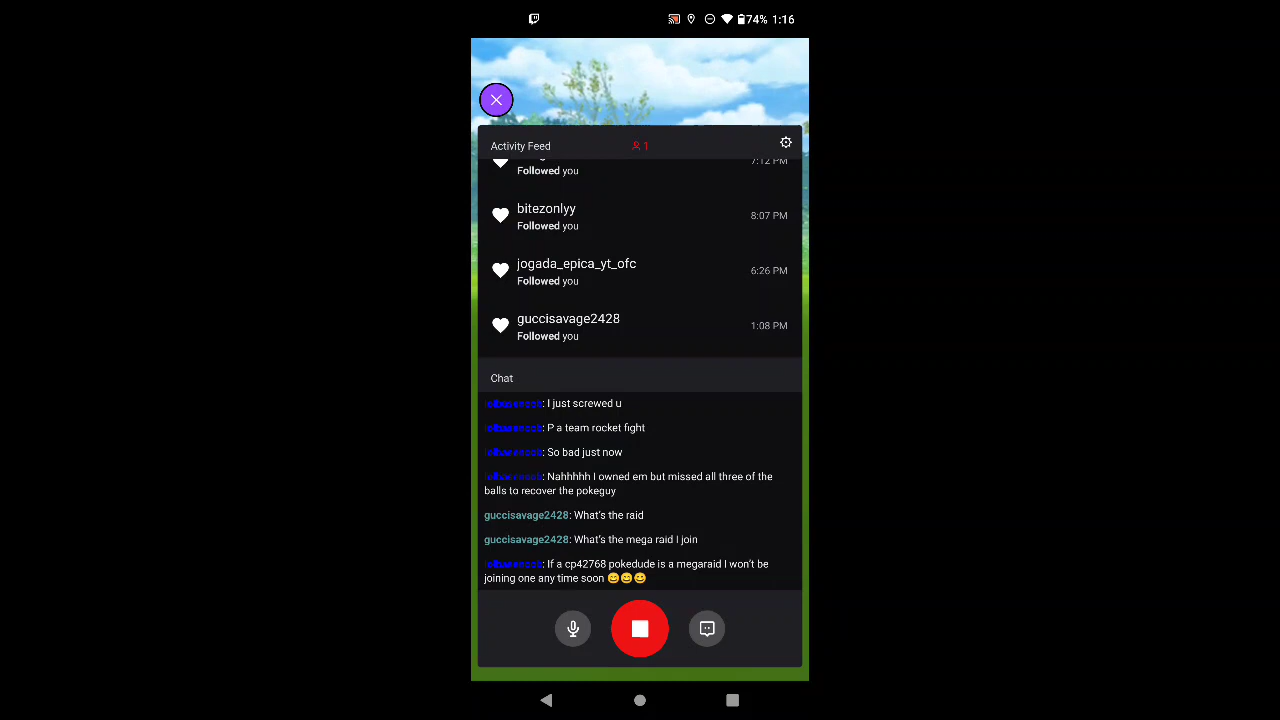 74% 1:16
Activity Feed 1
7:12 PM
Followed you
bitezonlyy
8:07 PM
Followed you
jogada_epica_yt_ofc
6:26 PM
Followed you
guccisavage2428
1:08 PM
Followed you
Chat
: I just screwed u
: P a team rocket fight
: So bad just now
: Nahhhhh I owned em but missed all three of the
balls to recover the pokeguy
guccisavage2428: What's the raid
guccisavage2428: What's the mega raid I join
: If a cp42768 pokedude is a megaraid I won't be
joining one any time soon 😊😊😊